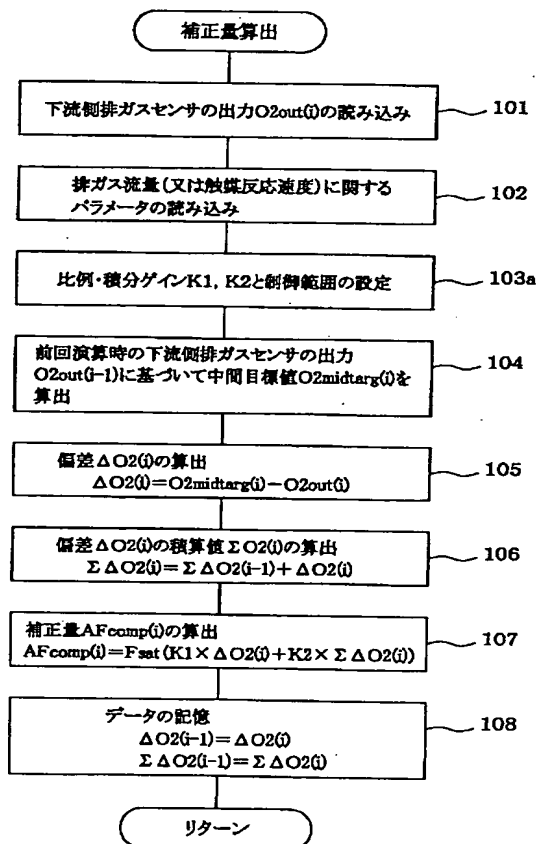 補正量算出
下流側排ガスセンサの出力O2out(i)の読み込み
101
排ガス流量(又は触媒反応速度)に関する
パラメータの読み込み
102
比例・積分ゲインK1, K2と制御範囲の設定
103a
前回演算時の下流側排ガスセンサの出力
O2out(i-1)に基づいて中間目標値O2midtarg(i)を
算出
104
偏差ΔO2(i)の算出
ΔO2(i)=O2midtarg(i)-O2out(i)
105
偏差ΔO2(i)の積算値ΣO2(i)の算出
ΣΔO2(i)=ΣΔO2(i-1)+ΔO2(i)
106
補正量AFcomp(i)の算出
AFcomp(i)=Fsat(K1×ΔO2(i)+K2×ΣΔO2(i))
107
データの記憶
ΔO2(i-1)=ΔO2(i)
ΣΔO2(i-1)=ΣΔO2(i)
108
リターン